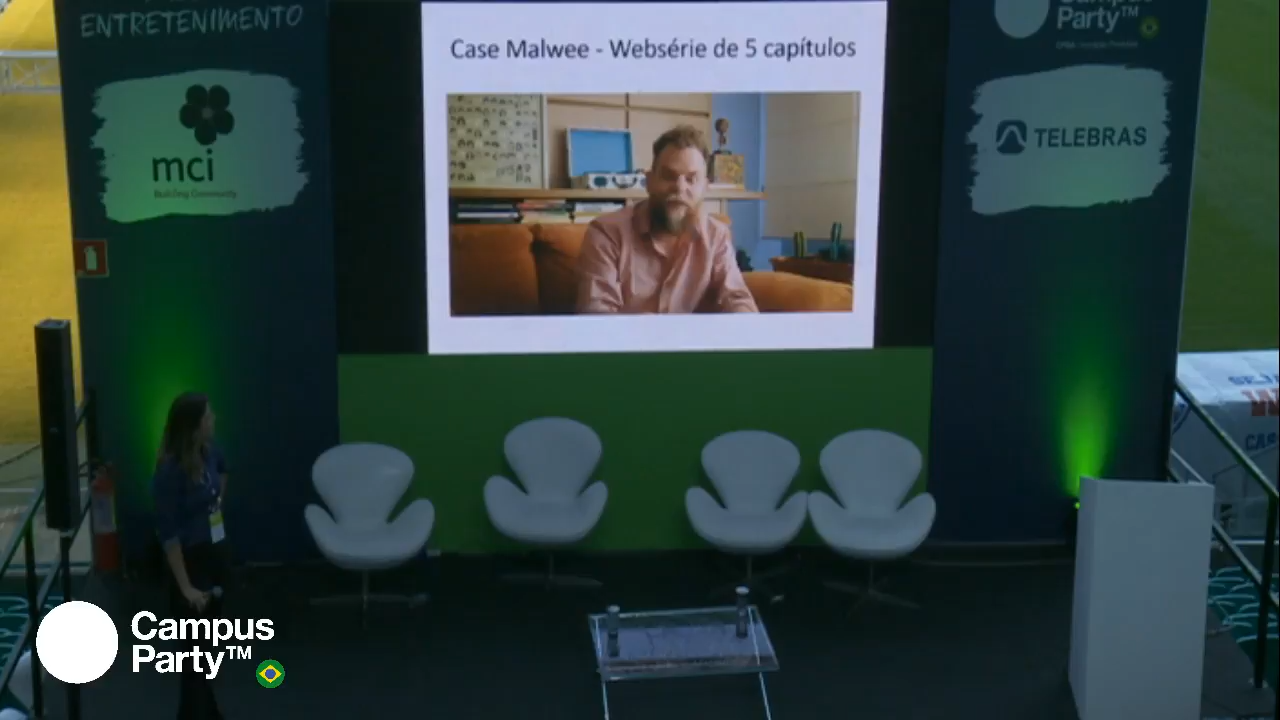 ENTRETENIMENTO
Case Malwee - Websérie de 5 capítulos
Campus
Party™
mci
Building Community
TELEBRAS
Campus
Party™